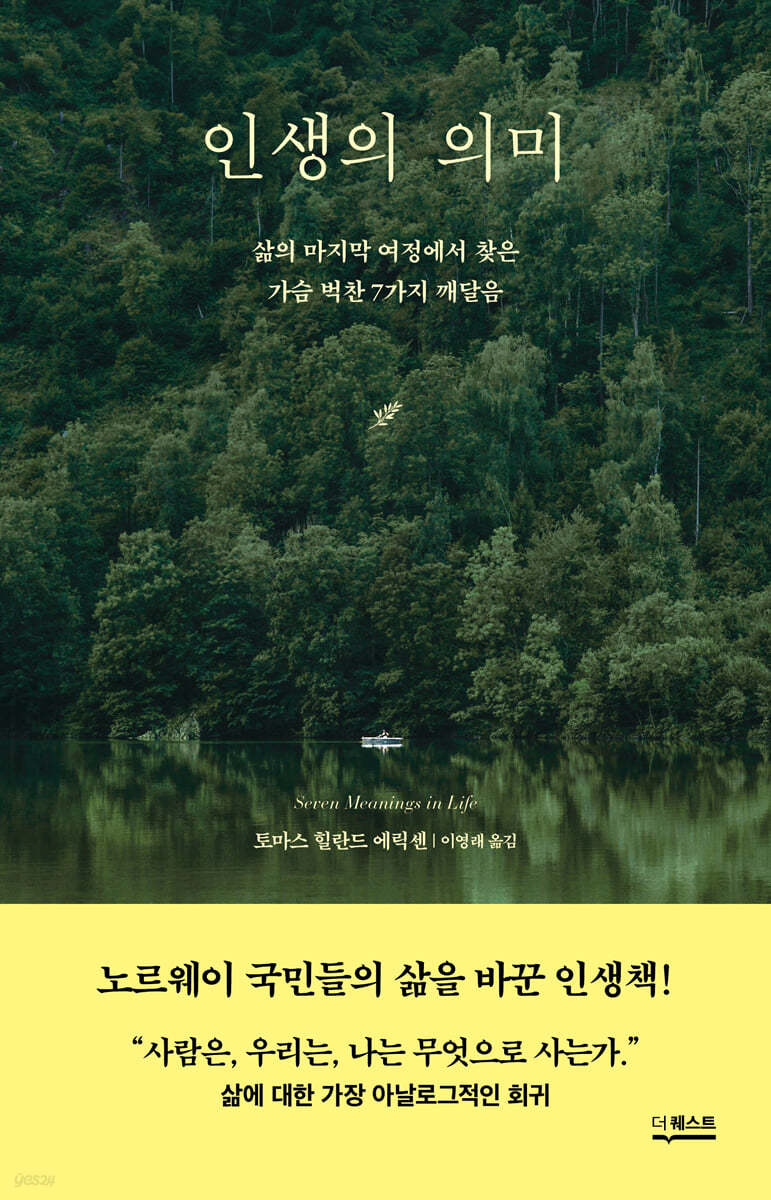 인생의 의미
삶의 마지막 여정에서 찾은
가슴 벅찬 7가지 깨달음
Seven Meanings in Life
토마스 힐란드 에릭센 | 이영래 옮김
노르웨이 국민들의 삶을 바꾼 인생책!
“사람은, 우리는, 나는 무엇으로 사는가.”
삶에 대한 가장 아날로그적인 회귀
더 퀘스트
yes24